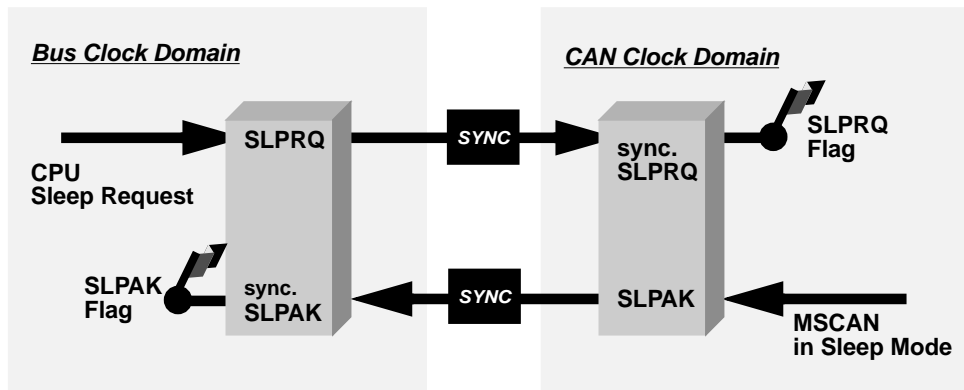 Bus Clock Domain
CAN Clock Domain
SLPRQ
SYNC
sync.
SLPRQ
SLPRQ
Flag
CPU
Sleep Request
SLPAK
Flag
sync.
SLPAK
SYNC
SLPAK
MSCAN
in Sleep Mode